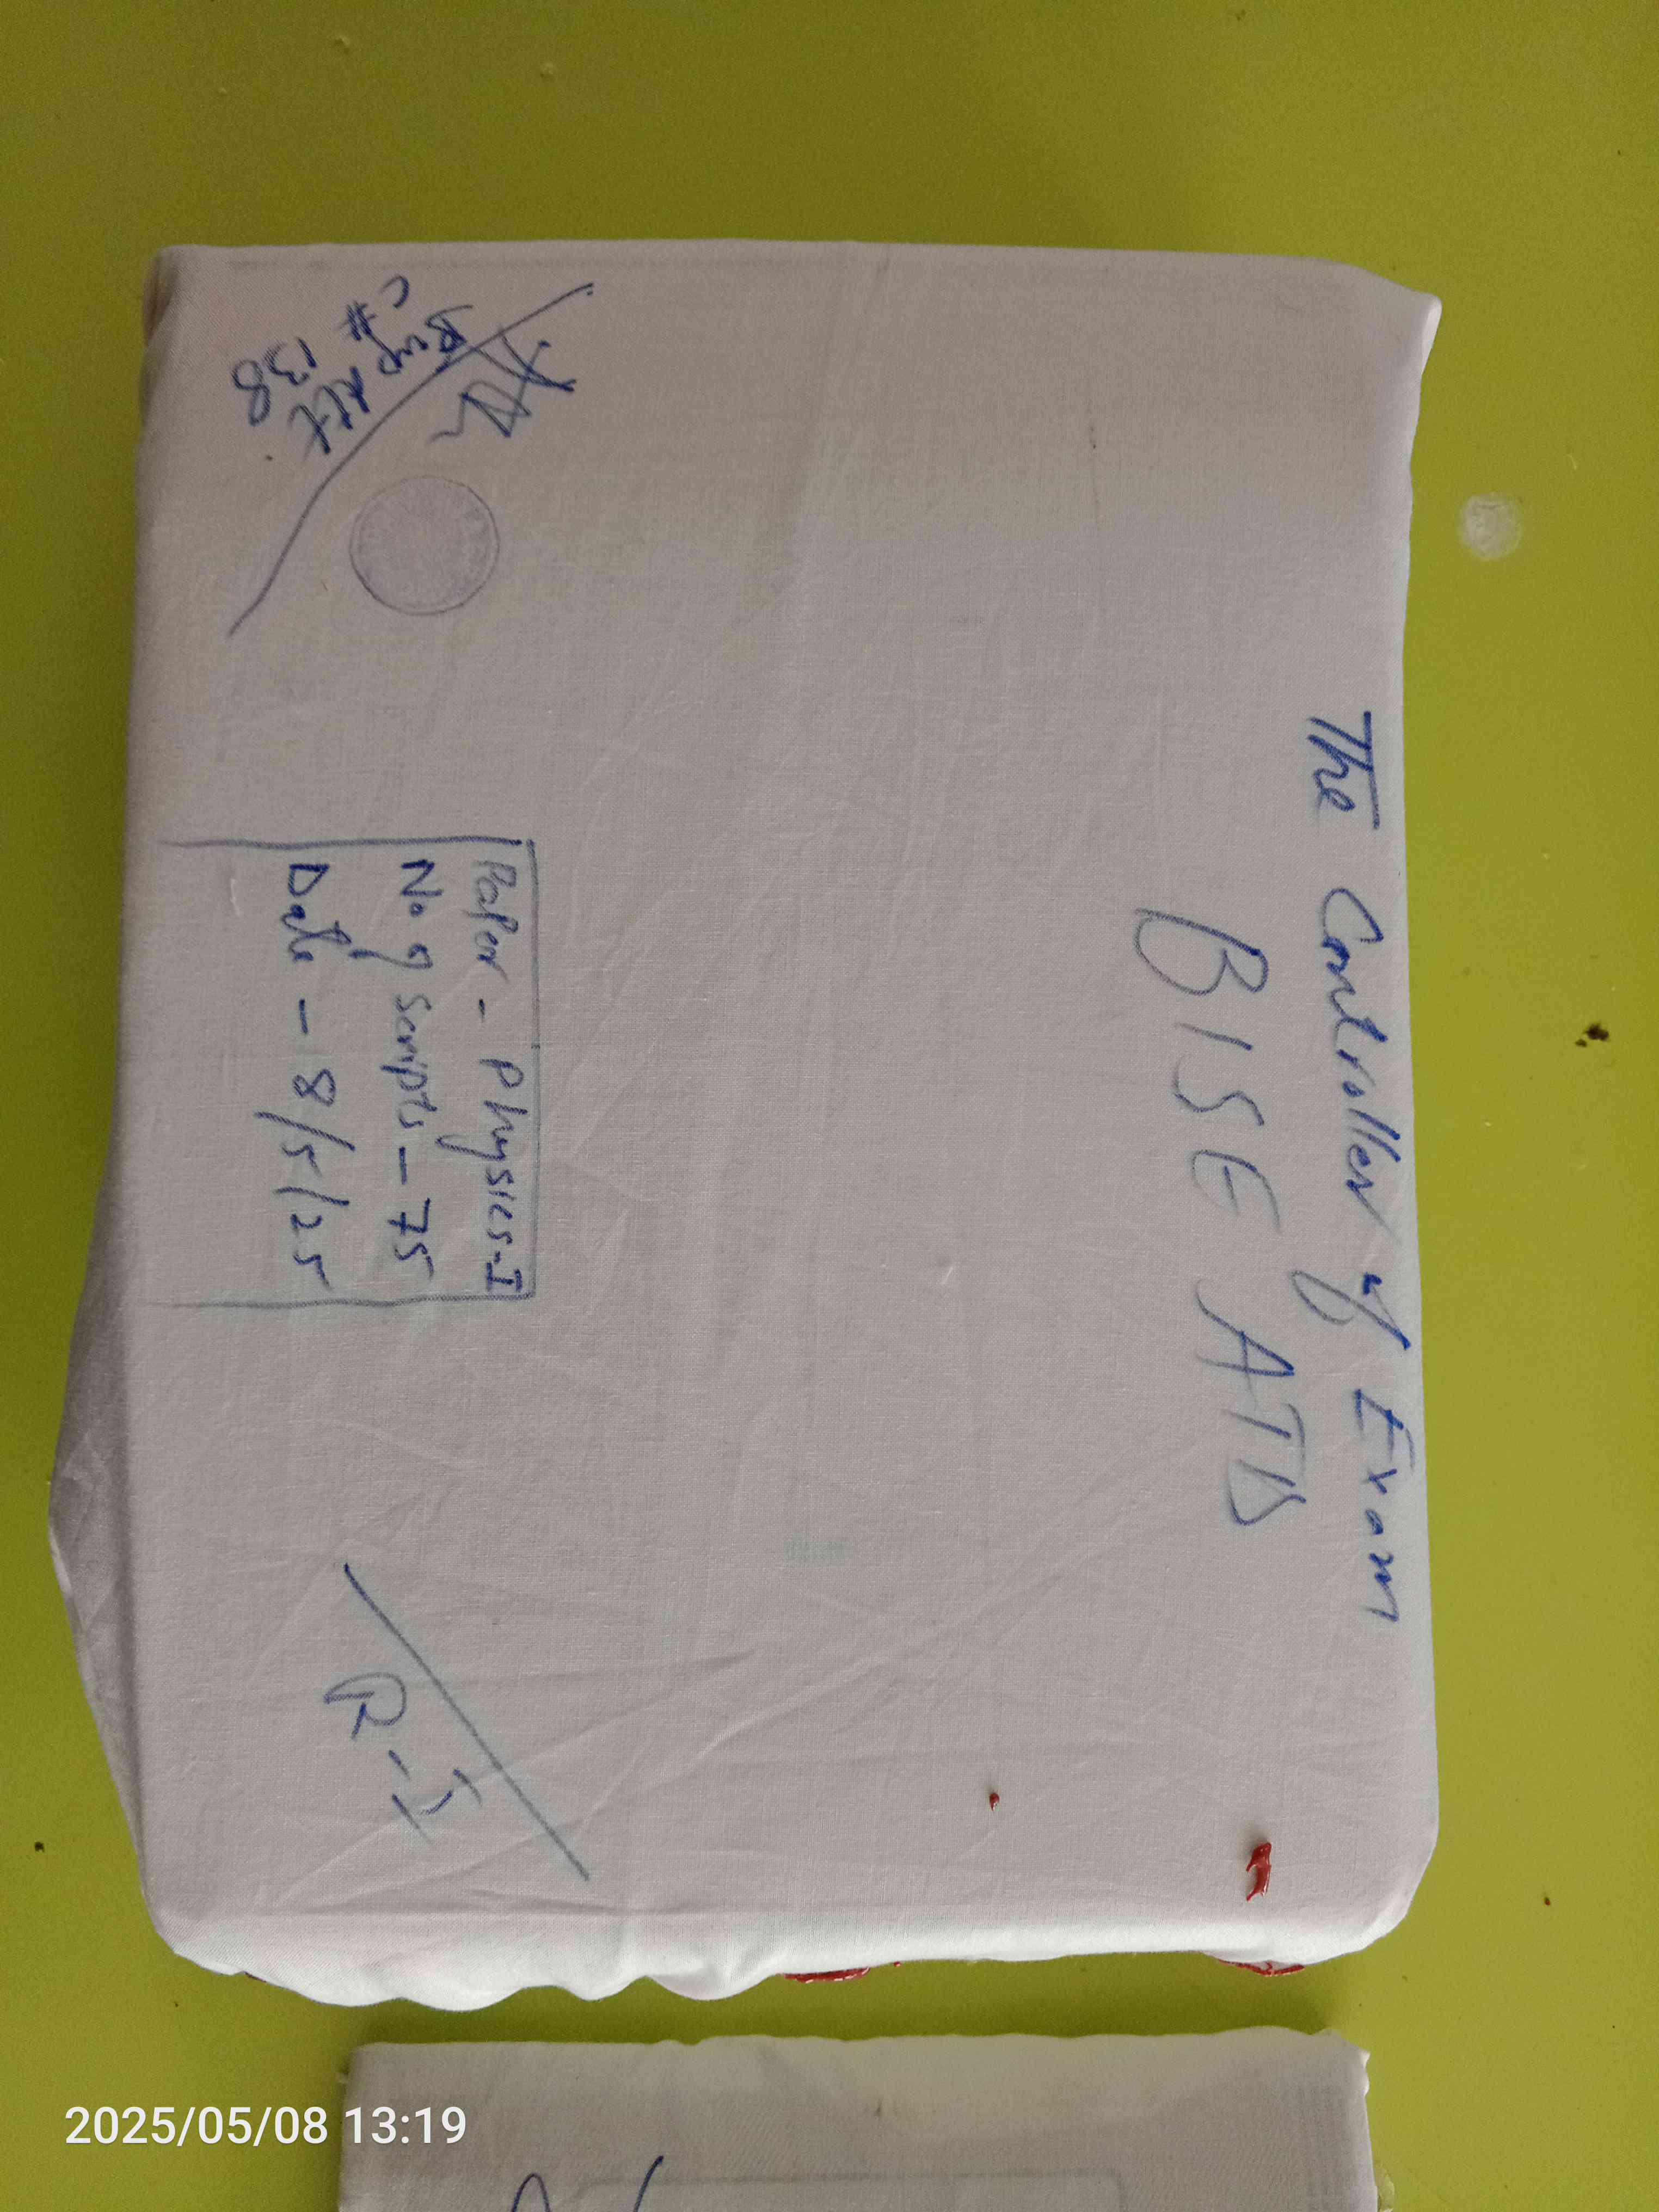 The Controller of Exam
BISE ATD
Paper - Physics-I
No of Scripts - 75
Date - 8/5/25
R-I
C# 138
2025/05/08 13:19